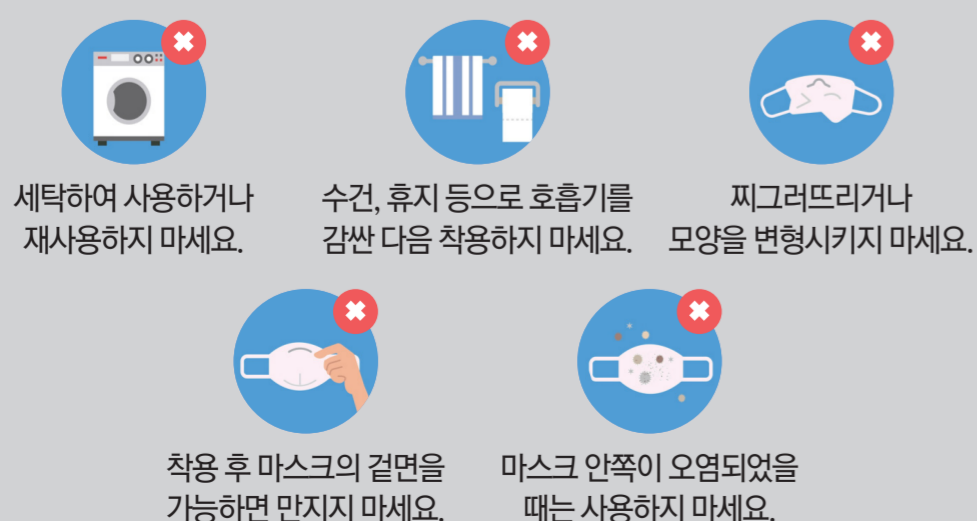 세탁하여 사용하거나
재사용하지 마세요.
수건, 휴지 등으로 호흡기를
감싼 다음 착용하지 마세요.
찌그러뜨리거나
모양을 변형시키지 마세요.
착용 후 마스크의 겉면을
가능하면 만지지 마세요.
마스크 안쪽이 오염되었을
때는 사용하지 마세요.